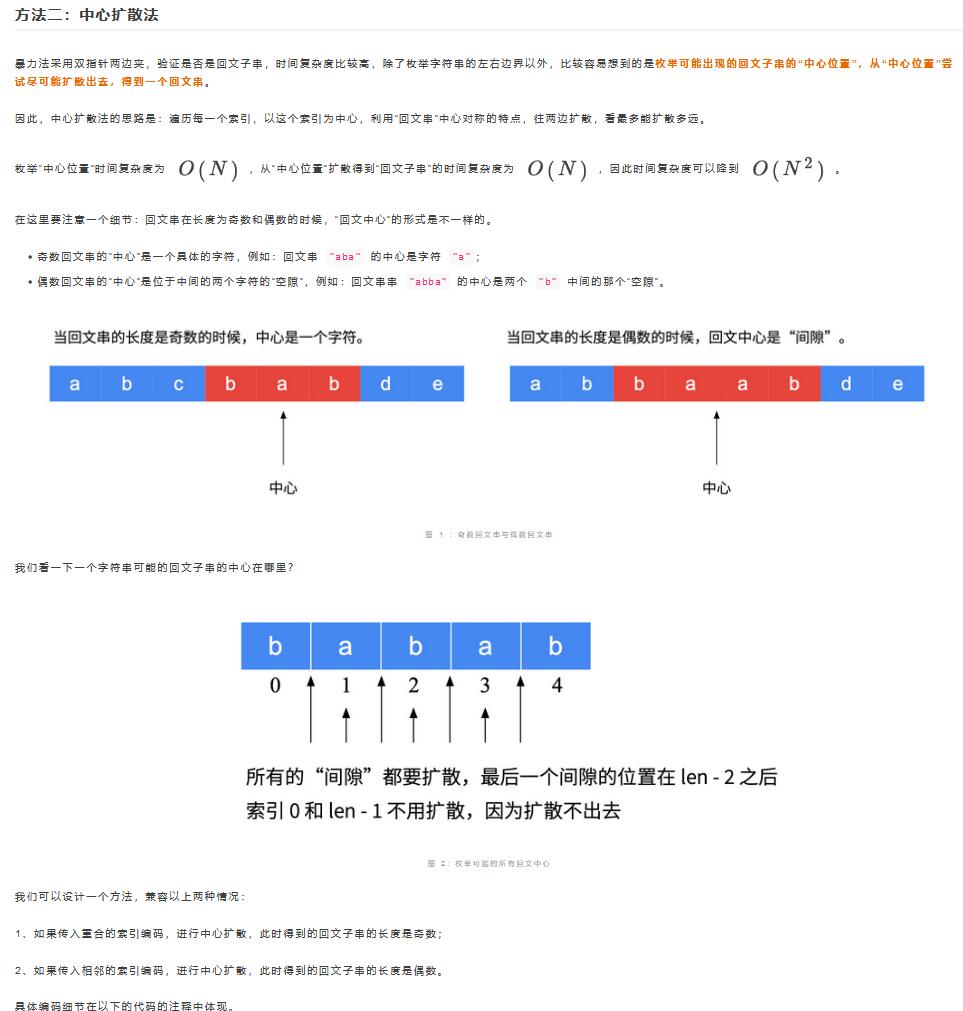 方法二：中心扩散法
暴力法采用双指针两边夹，验证是否是回文子串，时间复杂度比较高，除了枚举字符串的左右边界以外，比较容易想到的是枚举可能出现的回文子串的“中心位置”，从“中心位置”尝
试尽可能扩散出去，得到一个回文串。
因此，中心扩散法的思路是：遍历每一个索引，以这个索引为中心，利用“回文串”中心对称的特点，往两边扩散，看最多能扩散多远。
枚举“中心位置”时间复杂度为 O(N) ，从“中心位置”扩散得到“回文子串”的时间复杂度为 O(N) ，因此时间复杂度可以降到 O(N²) 。
在这里要注意一个细节：回文串在长度为奇数和偶数的时候，“回文中心”的形式是不一样的。
• 奇数回文串的“中心”是一个具体的字符，例如：回文串 "aba" 的中心是字符 "a"；
• 偶数回文串的“中心”是位于中间的两个字符的“空隙”，例如：回文串串 "abba" 的中心是两个 "b" 中间的那个“空隙”。
当回文串的长度是奇数的时候，中心是一个字符。
a b c b a b d e
中心
当回文串的长度是偶数的时候，回文中心是“间隙”。
a b b a a b d e
中心
图 1 ：奇数回文串与偶数回文串
我们看一下一个字符串可能的回文子串的中心在哪里？
b a b a b
0 1 2 3 4
所有的“间隙”都要扩散，最后一个间隙的位置在 len - 2 之后
索引 0 和 len - 1 不用扩散，因为扩散不出去
图 2：枚举可能的所有回文中心
我们可以设计一个方法，兼容以上两种情况：
1、如果传入重合的索引编码，进行中心扩散，此时得到的回文子串的长度是奇数；
2、如果传入相邻的索引编码，进行中心扩散，此时得到的回文子串的长度是偶数。
具体编码细节在以下的代码的注释中体现。